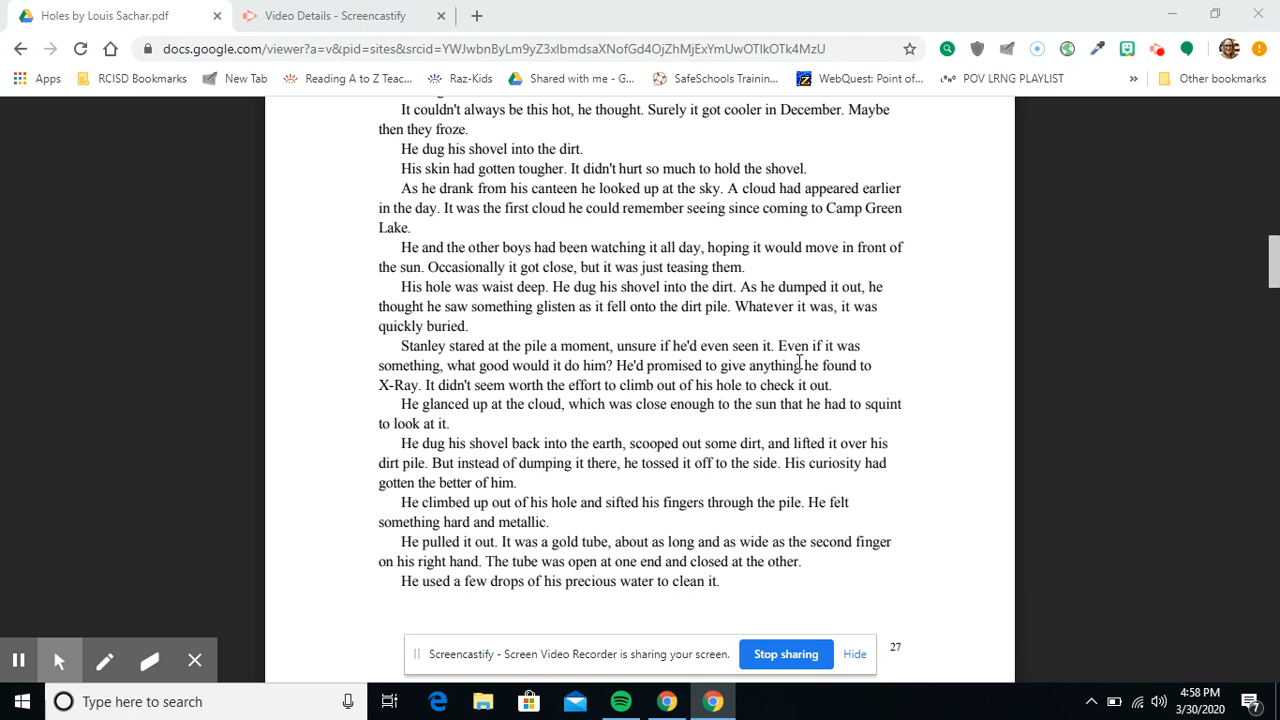 Holes by Louis Sachar.pdf
Video Details - Screencastify
docs.google.com/viewer?a=v&pid=sites&srcid=YWJwbnByLm9yZ3xlbmdsaXNofGd4OjZhMjExYmUwOTlkOTk4MzU
Apps
RCISD Bookmarks
New Tab
Reading A to Z Teac...
Raz-Kids
Shared with me - G...
SafeSchools Trainin...
WebQuest: Point of...
POV LRNG PLAYLIST
Other bookmarks
It couldn't always be this hot, he thought. Surely it got cooler in December. Maybe
then they froze.
He dug his shovel into the dirt.
His skin had gotten tougher. It didn't hurt so much to hold the shovel.
As he drank from his canteen he looked up at the sky. A cloud had appeared earlier
in the day. It was the first cloud he could remember seeing since coming to Camp Green
Lake.
He and the other boys had been watching it all day, hoping it would move in front of
the sun. Occasionally it got close, but it was just teasing them.
His hole was waist deep. He dug his shovel into the dirt. As he dumped it out, he
thought he saw something glisten as it fell onto the dirt pile. Whatever it was, it was
quickly buried.
Stanley stared at the pile a moment, unsure if he'd even seen it. Even if it was
something, what good would it do him? He'd promised to give anything he found to
X-Ray. It didn't seem worth the effort to climb out of his hole to check it out.
He glanced up at the cloud, which was close enough to the sun that he had to squint
to look at it.
He dug his shovel back into the earth, scooped out some dirt, and lifted it over his
dirt pile. But instead of dumping it there, he tossed it off to the side. His curiosity had
gotten the better of him.
He climbed up out of his hole and sifted his fingers through the pile. He felt
something hard and metallic.
He pulled it out. It was a gold tube, about as long and as wide as the second finger
on his right hand. The tube was open at one end and closed at the other.
He used a few drops of his precious water to clean it.
27
Screencastify - Screen Video Recorder is sharing your screen.
Stop sharing
Hide
Type here to search
4:58 PM
3/30/2020
7